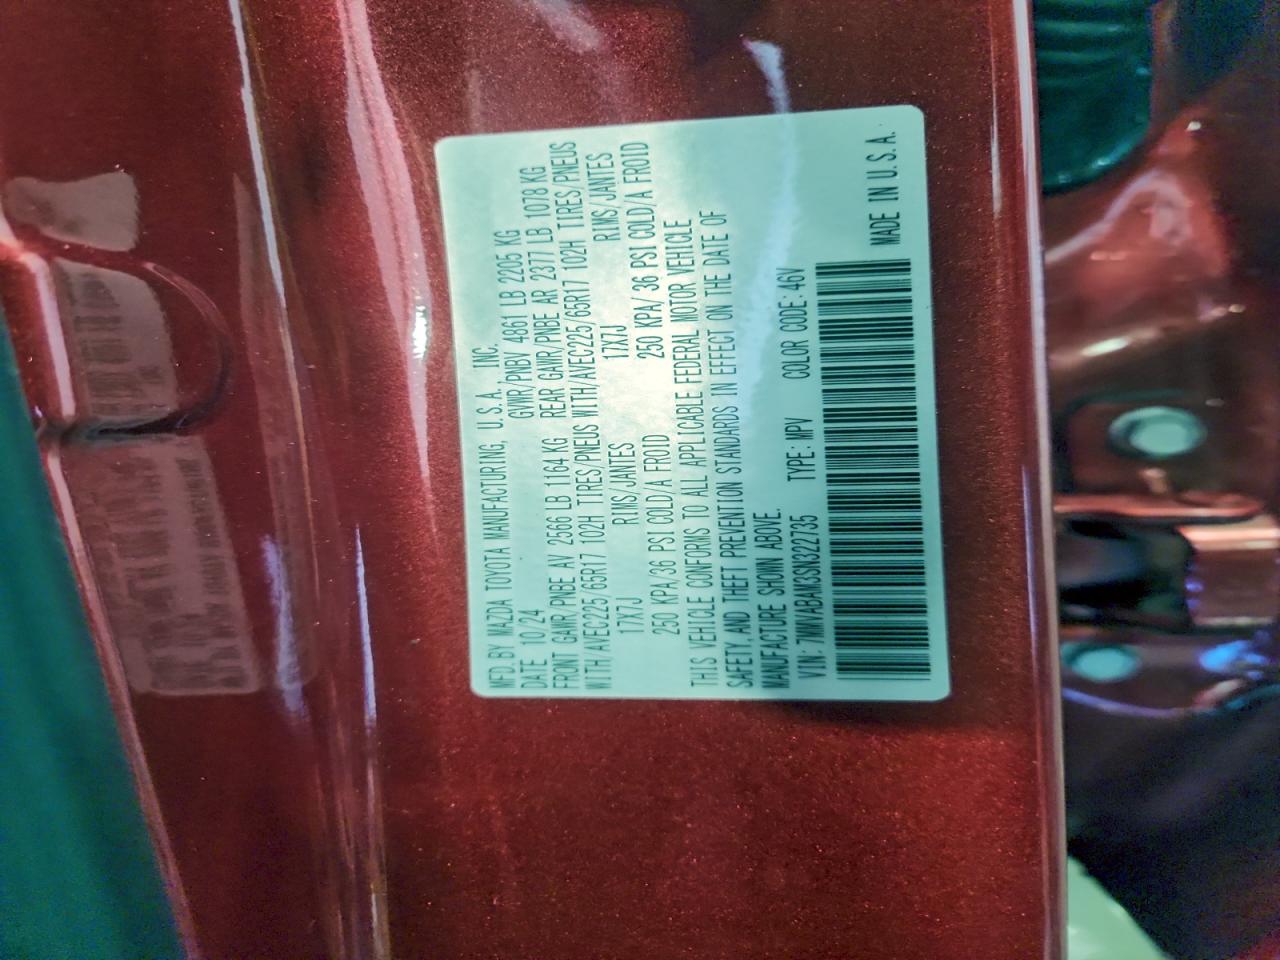 MFD.BY MAZDA TOYOTA MANUFACTURING, U.S.A., INC.
DATE 10/24 GVWR/PNBV 4861 LB 2205 KG
FRONT GAWR/PNBE AV 2566 LB 1164 KG REAR GAWR/PNBE AR 2377 LB 1078 KG
WITH/AVEC225/65R17 102H TIRES/PNEUS WITH/AVEC225/65R17 102H TIRES/PNEUS
17X7J RIMS/JANTES 17X7J RIMS/JANTES
250 KPA/36 PSI COLD/A FROID 250 KPA/ 36 PSI COLD/A FROID
THIS VEHICLE CONFORMS TO ALL APPLICABLE FEDERAL MOTOR VEHICLE
SAFETY,AND THEFT PREVENTION STANDARDS IN EFFECT ON THE DATE OF
MANUFACTURE SHOWN ABOVE.
VIN: 7MMVABAM3SN322735 TYPE: MPV COLOR CODE: 46V
MADE IN U.S.A.